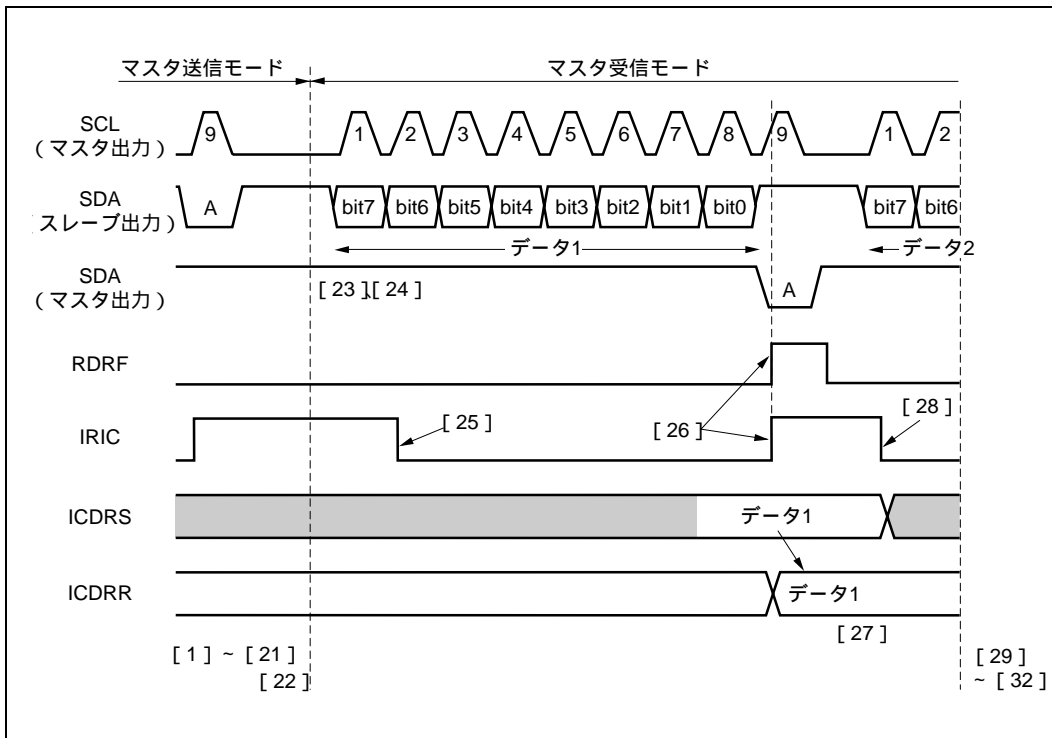 マスタ送信モード マスタ受信モード
SCL
(マスタ出力)
9 1 2 3 4 5 6 7 8 9 1 2
SDA
スレーブ出力)
A bit7 bit6 bit5 bit4 bit3 bit2 bit1 bit0 bit7 bit6
データ1 データ2
SDA
(マスタ出力)
[ 23 ],[ 24 ] A
RDRF
IRIC
[ 25 ] [ 26 ] [ 28 ]
ICDRS
データ1
ICDRR
データ1
[ 27 ]
[ 1 ] ~ [ 21 ]
[ 22 ]
[ 29 ]
~ [ 32 ]